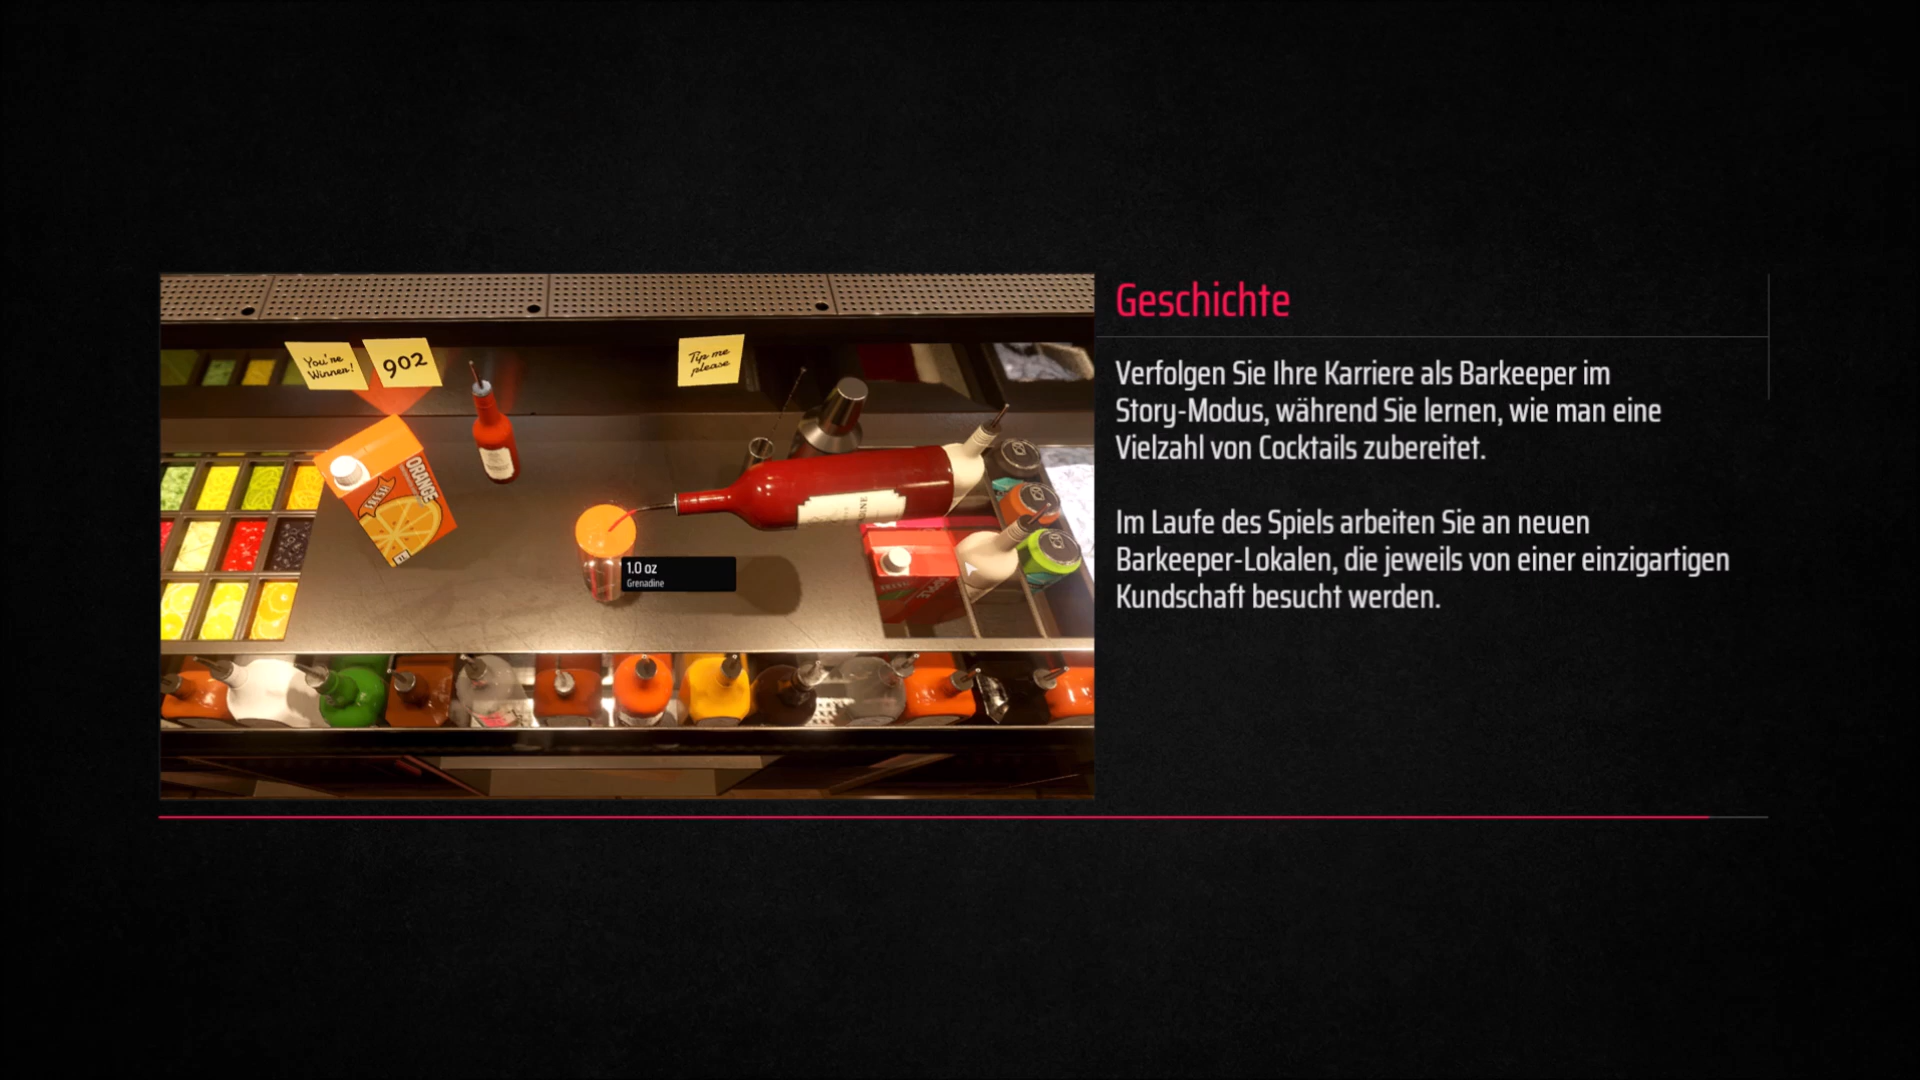 You're
Winner!
902
Tip me
please
ORANGE
FRESH
1.0 oz
Grenadine
Geschichte
Verfolgen Sie Ihre Karriere als Barkeeper im
Story-Modus, während Sie lernen, wie man eine
Vielzahl von Cocktails zubereitet.
Im Laufe des Spiels arbeiten Sie an neuen
Barkeeper-Lokalen, die jeweils von einer einzigartigen
Kundschaft besucht werden.